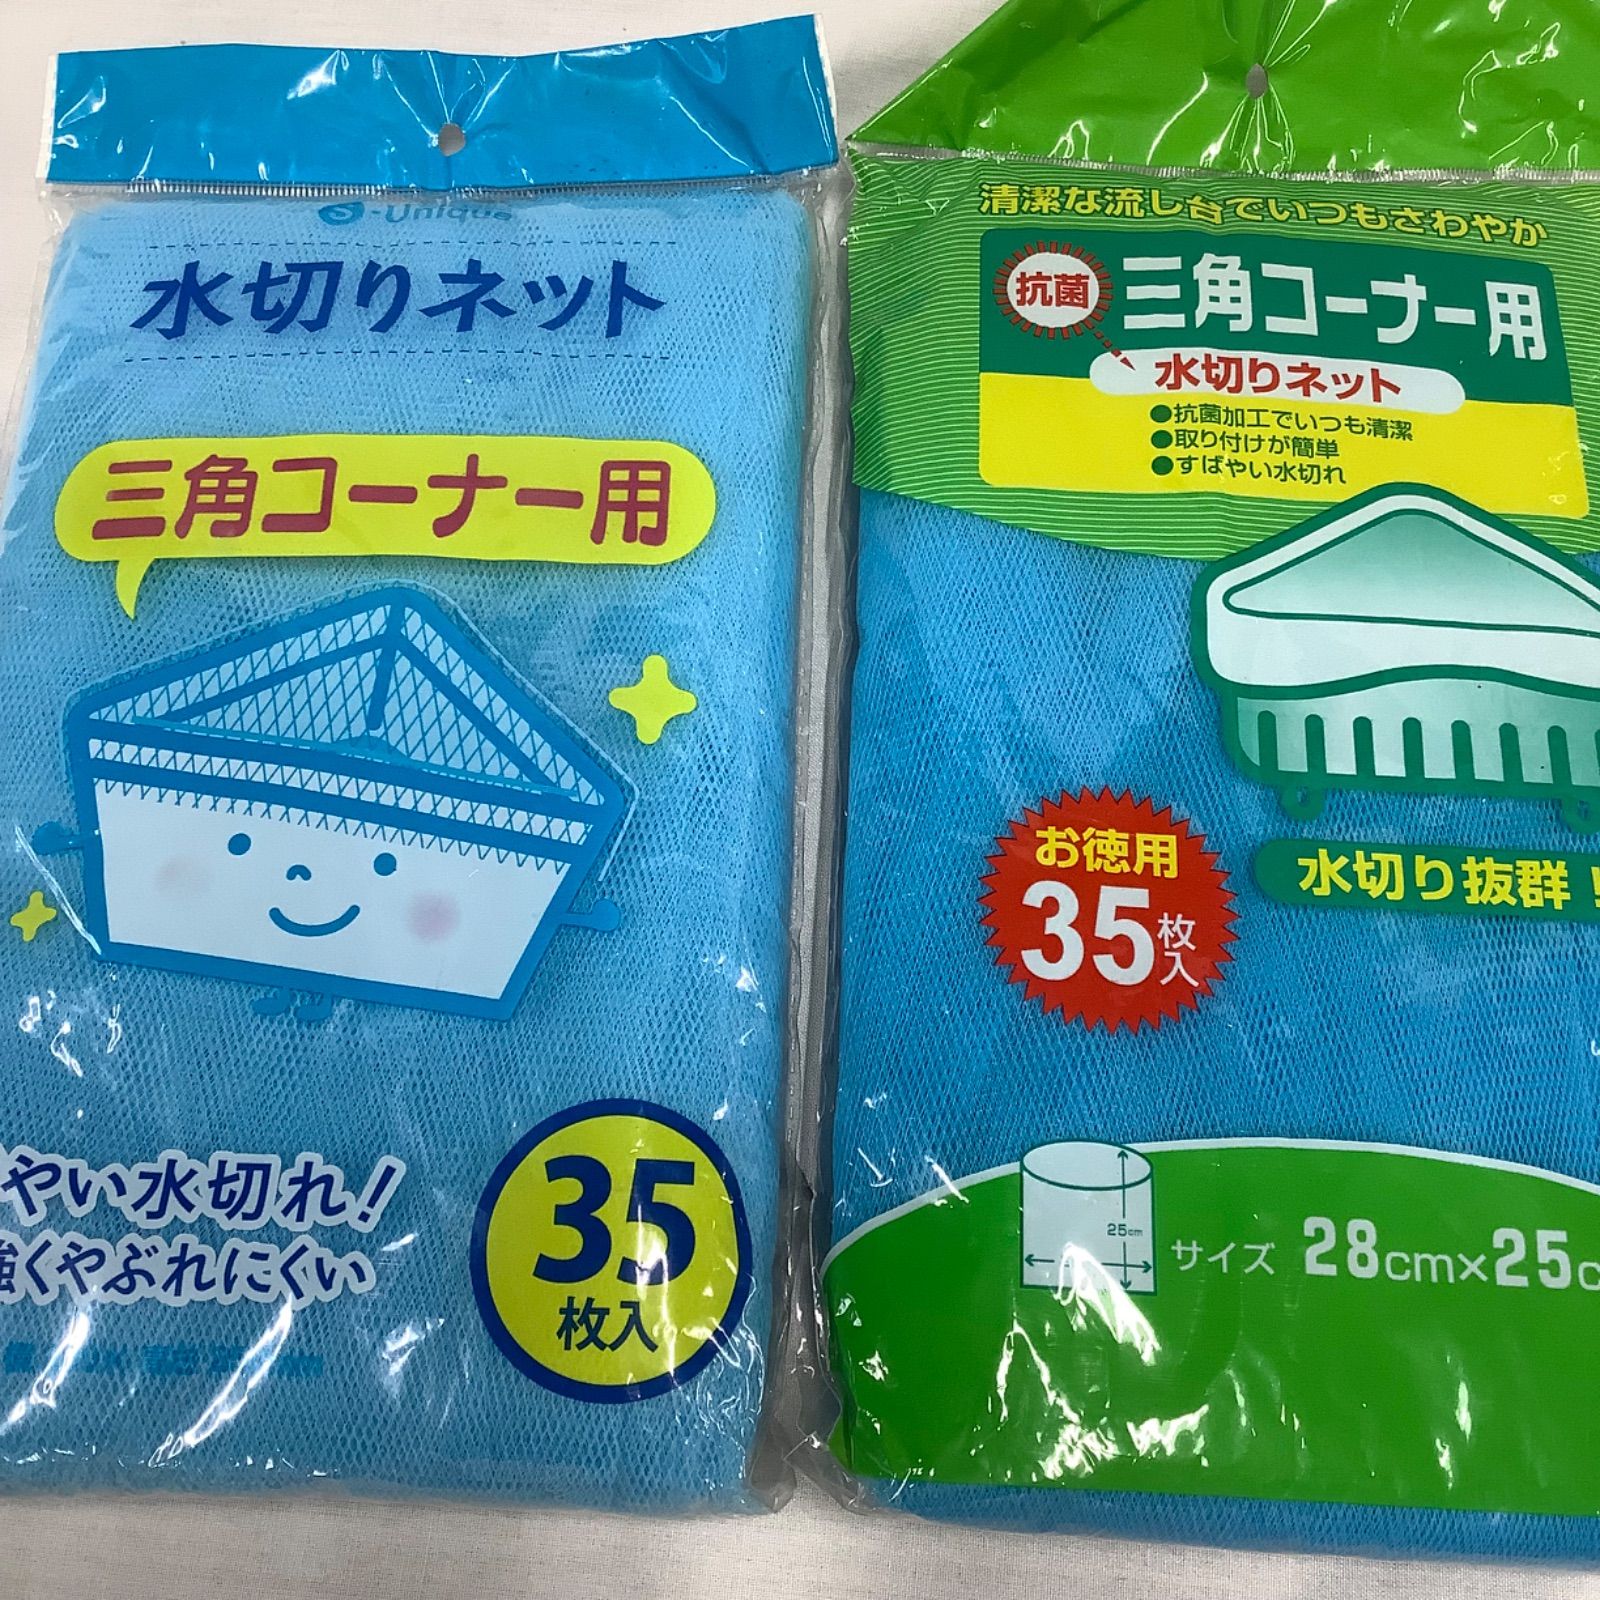 S-Unique
水切りネット
三角コーナー用
やい水切れ!
強くやぶれにくい
35
枚入
清潔な流し台でいつもさわやか
抗菌
三角コーナー用
水切りネット
●抗菌加工でいつも清潔
●取り付けが簡単
●すばやい水切れ
お徳用
35枚入
水切り抜群!
25cm
サイズ 28cm×25c